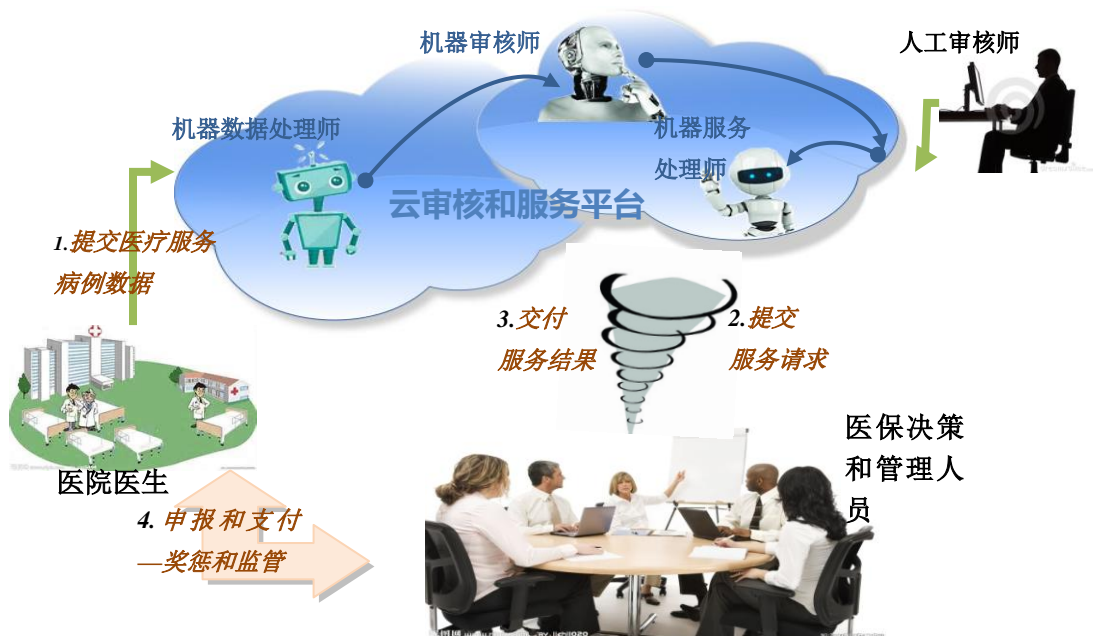 机器审核师
人工审核师
机器数据处理师
机器服务
处理师
云审核和服务平台
1.提交医疗服务
病例数据
3.交付
服务结果
2.提交
服务请求
医保决策
和管理人
员
医院医生
4. 申报和支付
—奖惩和监管